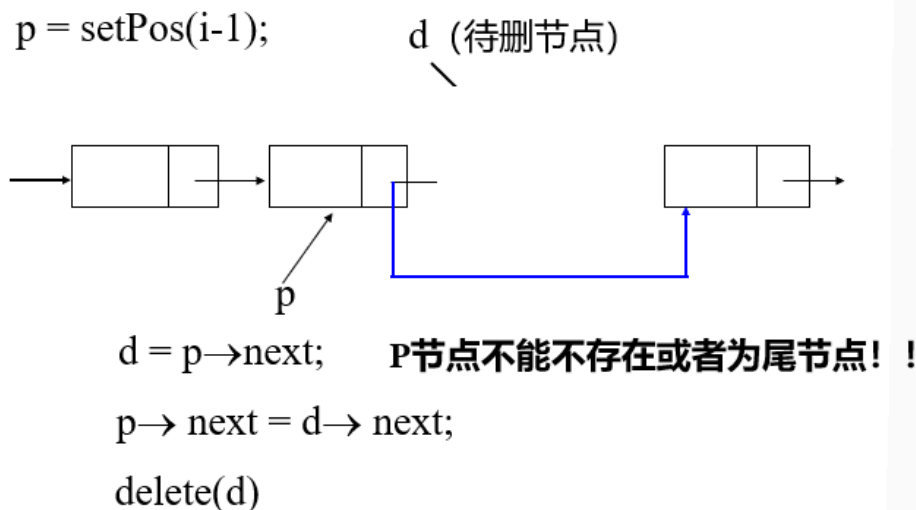 p = setPos(i-1);
d（待删节点）
p
d = p→next;
P节点不能不存在或者为尾节点！！
p→ next = d→ next;
delete(d)